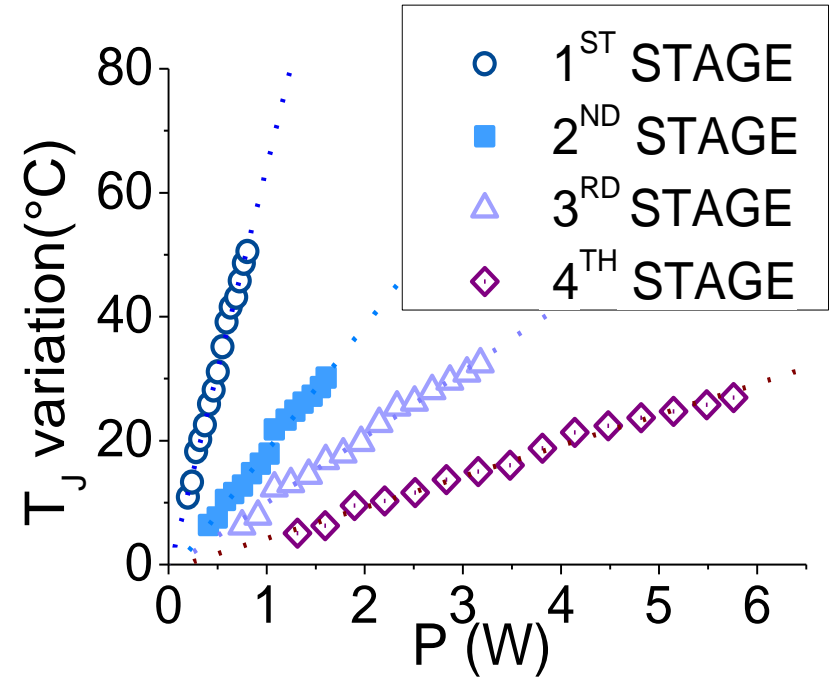 1ST STAGE
2ND STAGE
3RD STAGE
4TH STAGE
80
60
40
20
0
TJ variation(°C)
0 1 2 3 4 5 6
P (W)